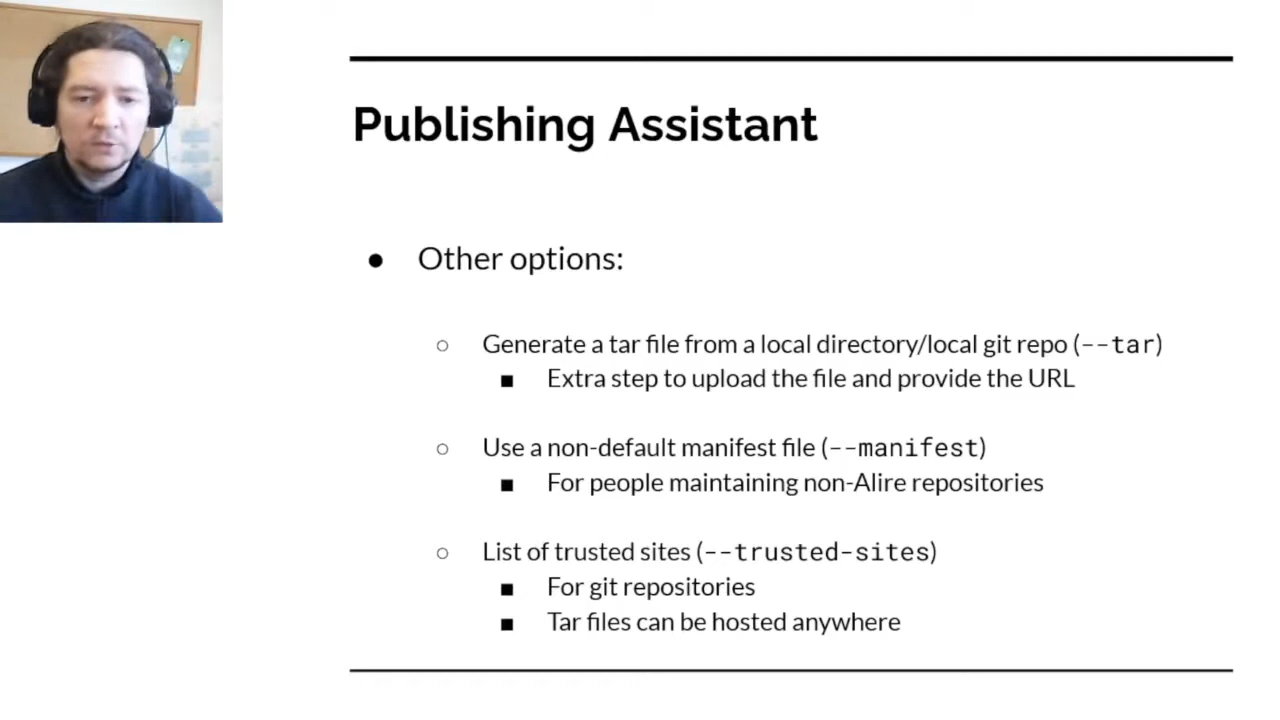 Publishing Assistant
● Other options:
○ Generate a tar file from a local directory/local git repo (--tar)
■ Extra step to upload the file and provide the URL
○ Use a non-default manifest file (--manifest)
■ For people maintaining non-Alire repositories
○ List of trusted sites (--trusted-sites)
■ For git repositories
■ Tar files can be hosted anywhere